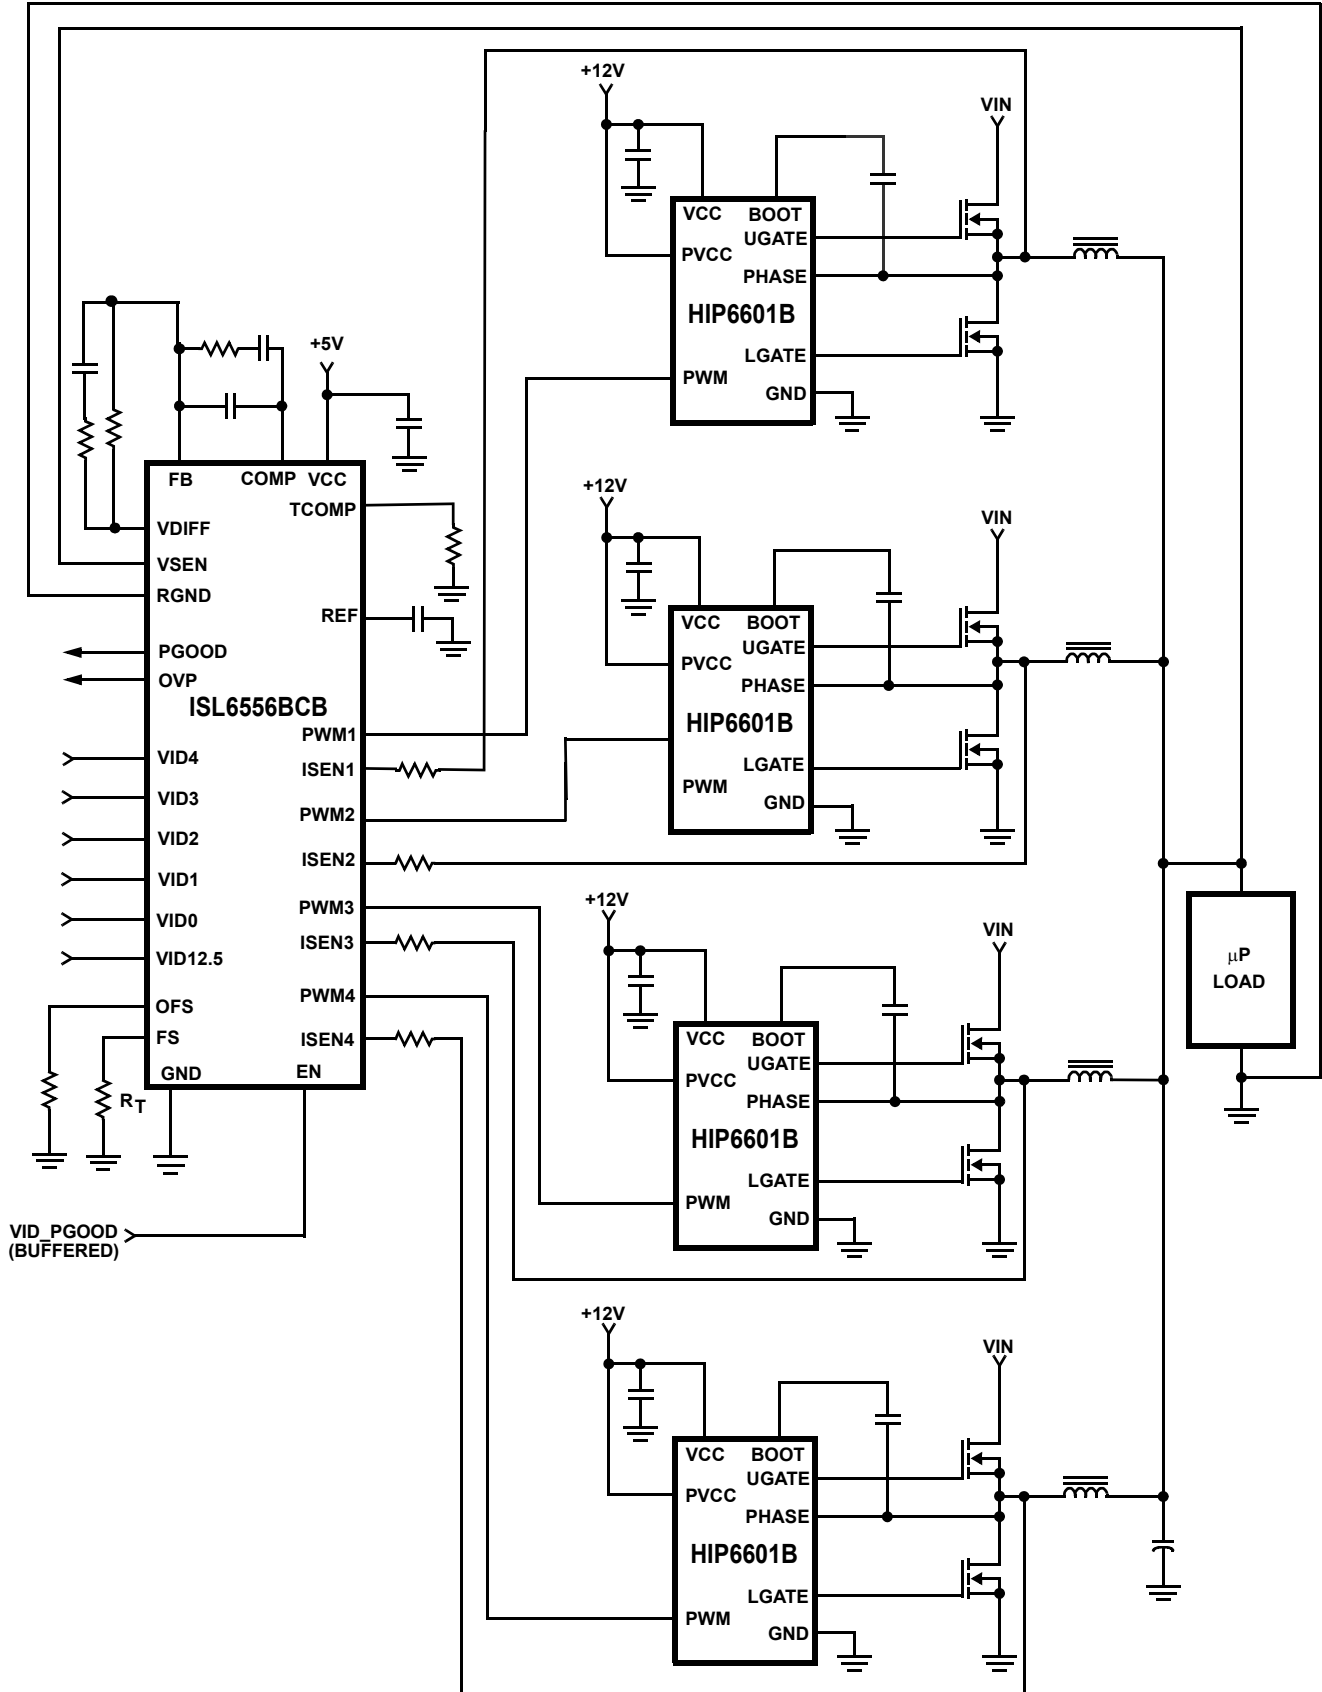 +12V
VIN
VCC
BOOT
UGATE
PVCC
PHASE
HIP6601B
LGATE
PWM
GND
+5V
FB
COMP
VCC
TCOMP
VDIFF
VSEN
RGND
REF
PGOOD
OVP
ISL6556BCB
PWM1
ISEN1
VID4
VID3
PWM2
VID2
ISEN2
VID1
PWM3
VID0
ISEN3
VID12.5
PWM4
OFS
FS
ISEN4
GND
EN
RT
VID_PGOOD
(BUFFERED)
+12V
VIN
VCC
BOOT
UGATE
PVCC
PHASE
HIP6601B
LGATE
PWM
GND
+12V
VIN
VCC
BOOT
UGATE
PVCC
PHASE
HIP6601B
LGATE
PWM
GND
μP
LOAD
+12V
VIN
VCC
BOOT
UGATE
PVCC
PHASE
HIP6601B
LGATE
PWM
GND